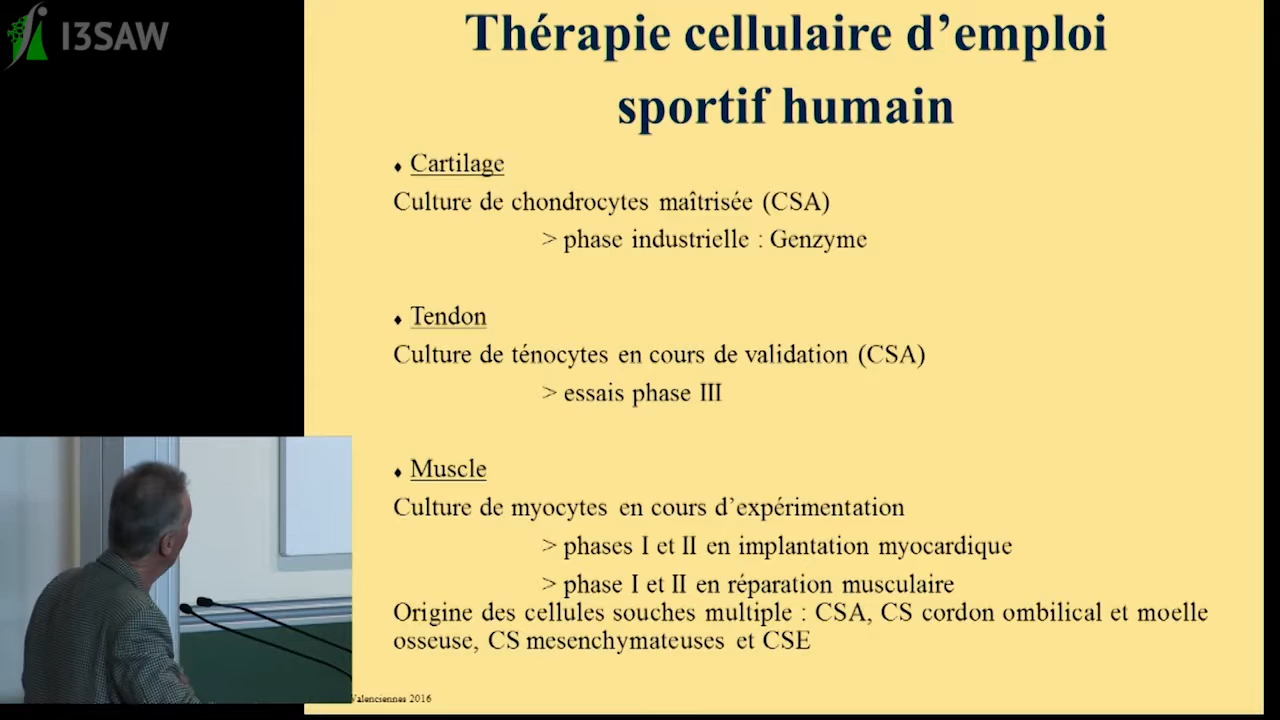 I3SAW
Thérapie cellulaire d’emploi
sportif humain
♦ Cartilage
Culture de chondrocytes maîtrisée (CSA)
> phase industrielle : Genzyme
♦ Tendon
Culture de ténocytes en cours de validation (CSA)
> essais phase III
♦ Muscle
Culture de myocytes en cours d’expérimentation
> phases I et II en implantation myocardique
> phase I et II en réparation musculaire
Origine des cellules souches multiple : CSA, CS cordon ombilical et moelle
osseuse, CS mesenchymateuses et CSE
Valenciennes 2016